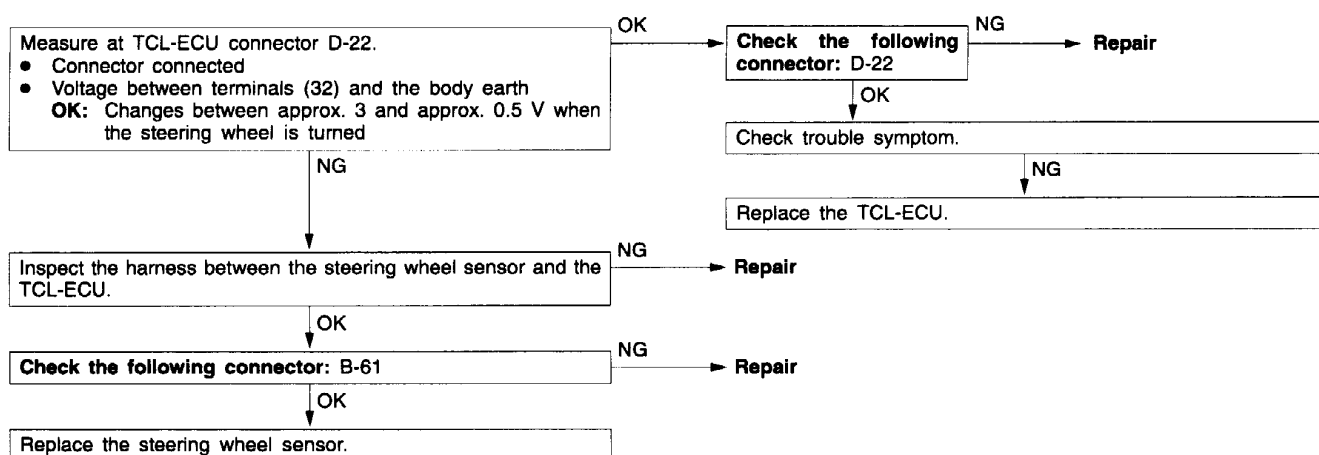 Measure at TCL-ECU connector D-22.
● Connector connected
● Voltage between terminals (32) and the body earth
OK: Changes between approx. 3 and approx. 0.5 V when
the steering wheel is turned
OK
Check the following
connector: D-22
NG
Repair
OK
Check trouble symptom.
NG
Replace the TCL-ECU.
NG
Inspect the harness between the steering wheel sensor and the
TCL-ECU.
NG
Repair
OK
Check the following connector: B-61
NG
Repair
OK
Replace the steering wheel sensor.